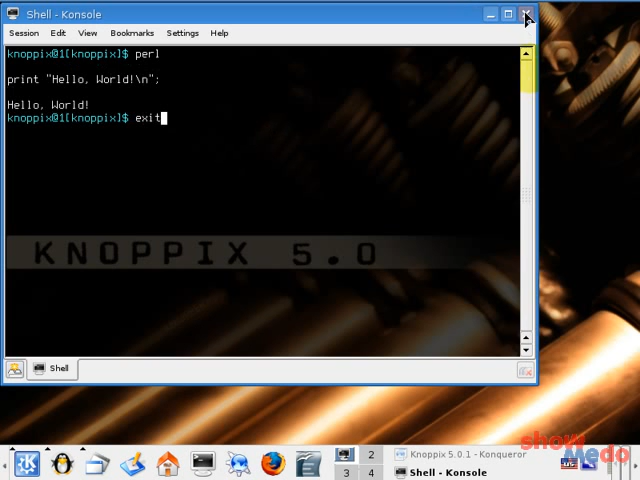 Shell - Konsole
Session Edit View Bookmarks Settings Help
knoppix@1[knoppix]$ perl
print "Hello, World!\n";
Hello, World!
knoppix@1[knoppix]$ exit
KNOPPIX 5.0
Shell
showmedo
2 Knoppix 5.0.1 - Konqueror
3 4 Shell - Konsole